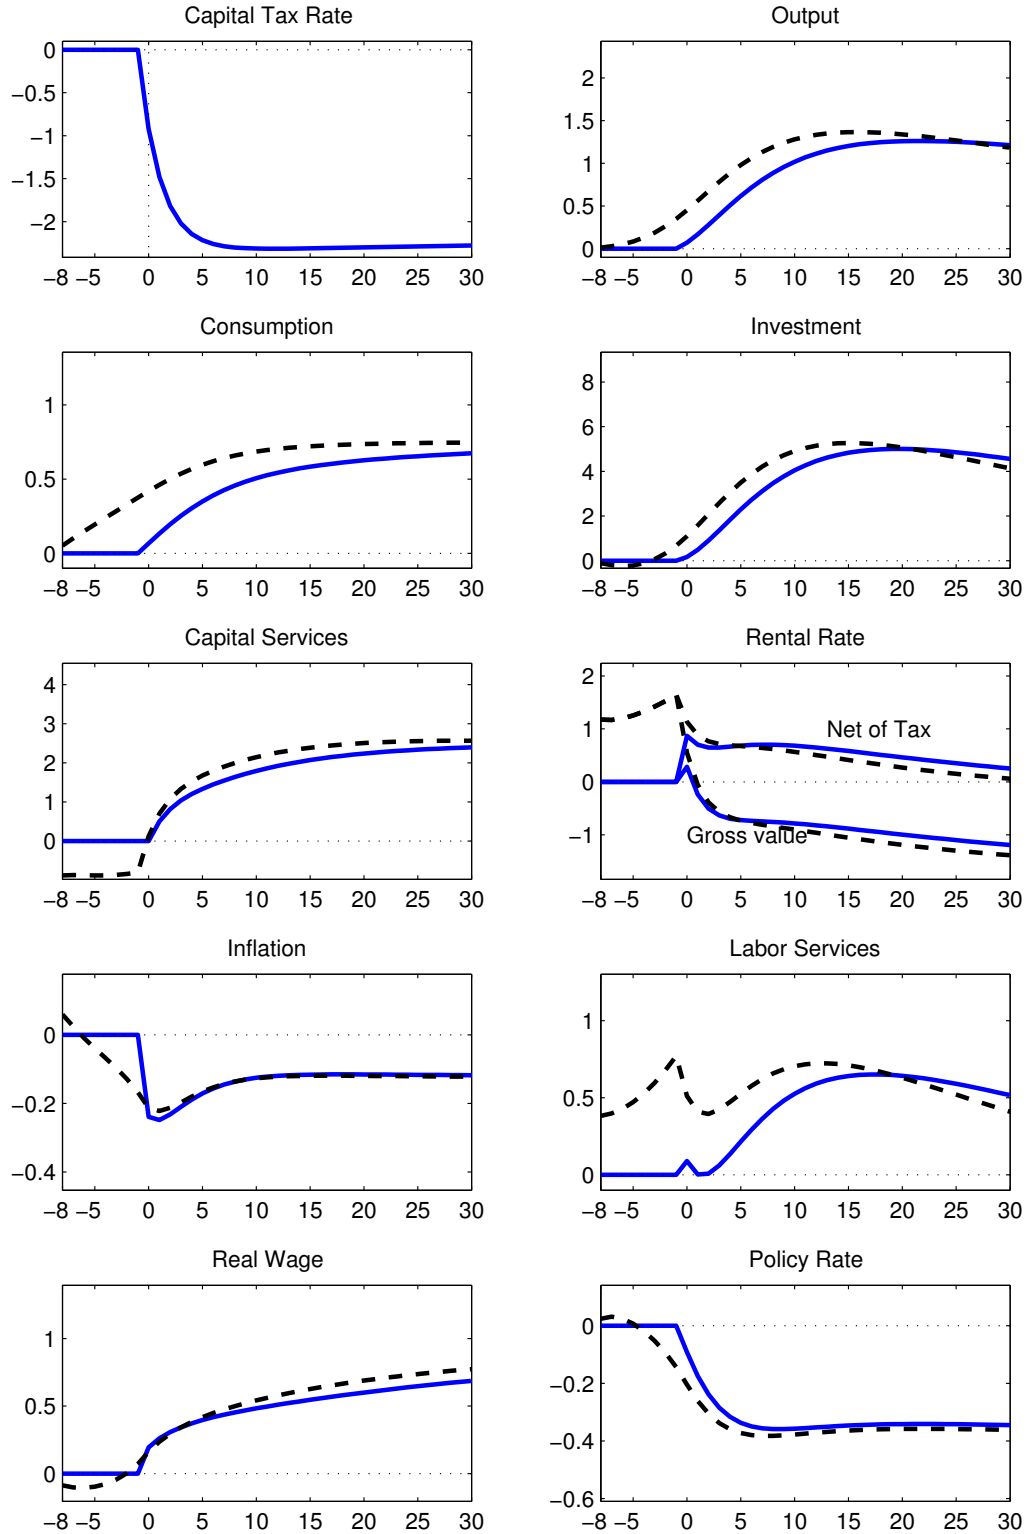 Capital Tax Rate
0
−0.5
−1
−1.5
−2
−8 −5 0 5 10 15 20 25 30
Output
2
1.5
1
0.5
0
−8 −5 0 5 10 15 20 25 30
Consumption
1
0.5
0
−8 −5 0 5 10 15 20 25 30
Investment
8
6
4
2
0
−8 −5 0 5 10 15 20 25 30
Capital Services
4
3
2
1
0
−8 −5 0 5 10 15 20 25 30
Rental Rate
2
1
0
−1
Net of Tax
Gross value
−8 −5 0 5 10 15 20 25 30
Inflation
0
−0.2
−0.4
−8 −5 0 5 10 15 20 25 30
Labor Services
1
0.5
0
−8 −5 0 5 10 15 20 25 30
Real Wage
1
0.5
0
−8 −5 0 5 10 15 20 25 30
Policy Rate
0
−0.2
−0.4
−0.6
−8 −5 0 5 10 15 20 25 30